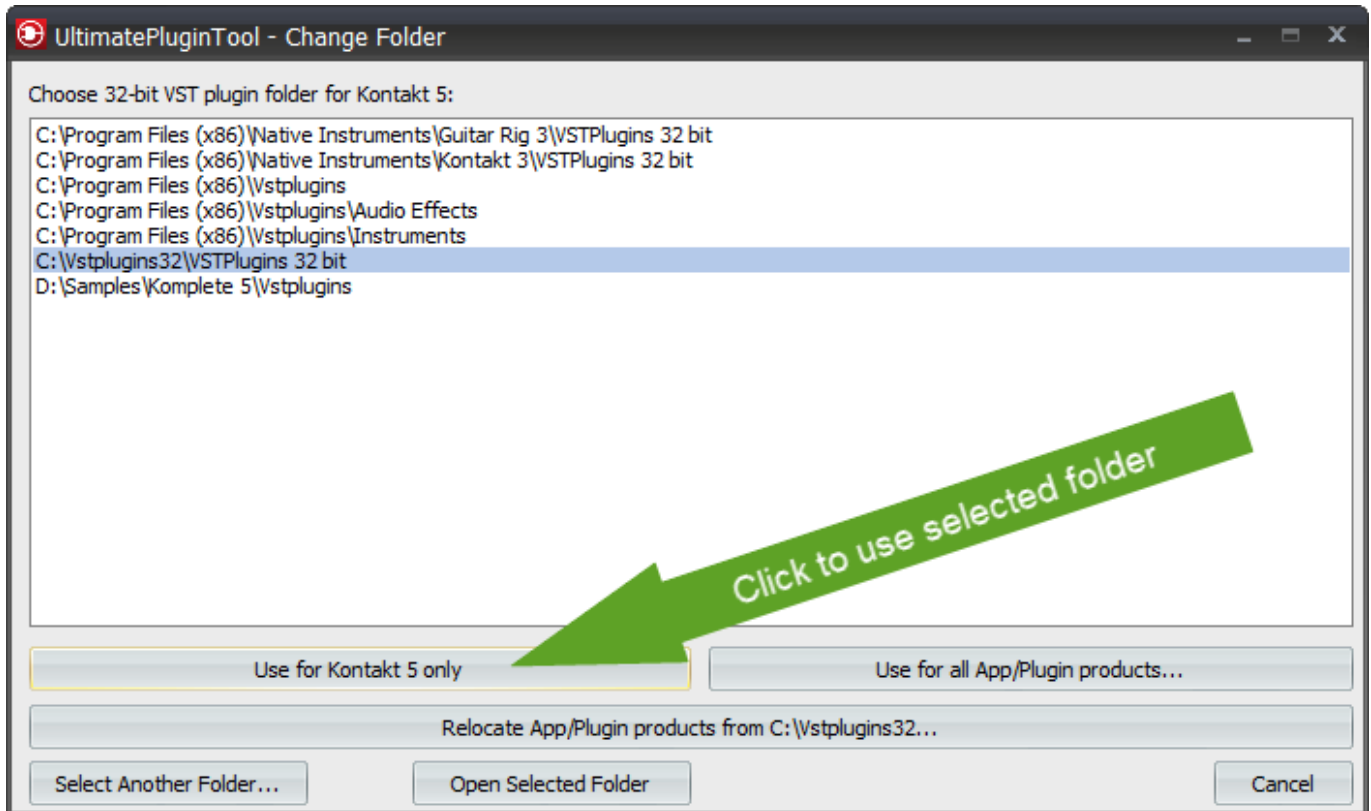 UltimatePluginTool - Change Folder
Choose 32-bit VST plugin folder for Kontakt 5:
C:\Program Files (x86)\Native Instruments\Guitar Rig 3\VSTPlugins 32 bit
C:\Program Files (x86)\Native Instruments\Kontakt 3\VSTPlugins 32 bit
C:\Program Files (x86)\Vstplugins
C:\Program Files (x86)\Vstplugins\Audio Effects
C:\Program Files (x86)\Vstplugins\Instruments
C:\Vstplugins32\VSTPlugins 32 bit
D:\Samples\Komplete 5\Vstplugins
Click to use selected folder
Use for Kontakt 5 only
Use for all App/Plugin products...
Relocate App/Plugin products from C:\Vstplugins32...
Select Another Folder...
Open Selected Folder
Cancel